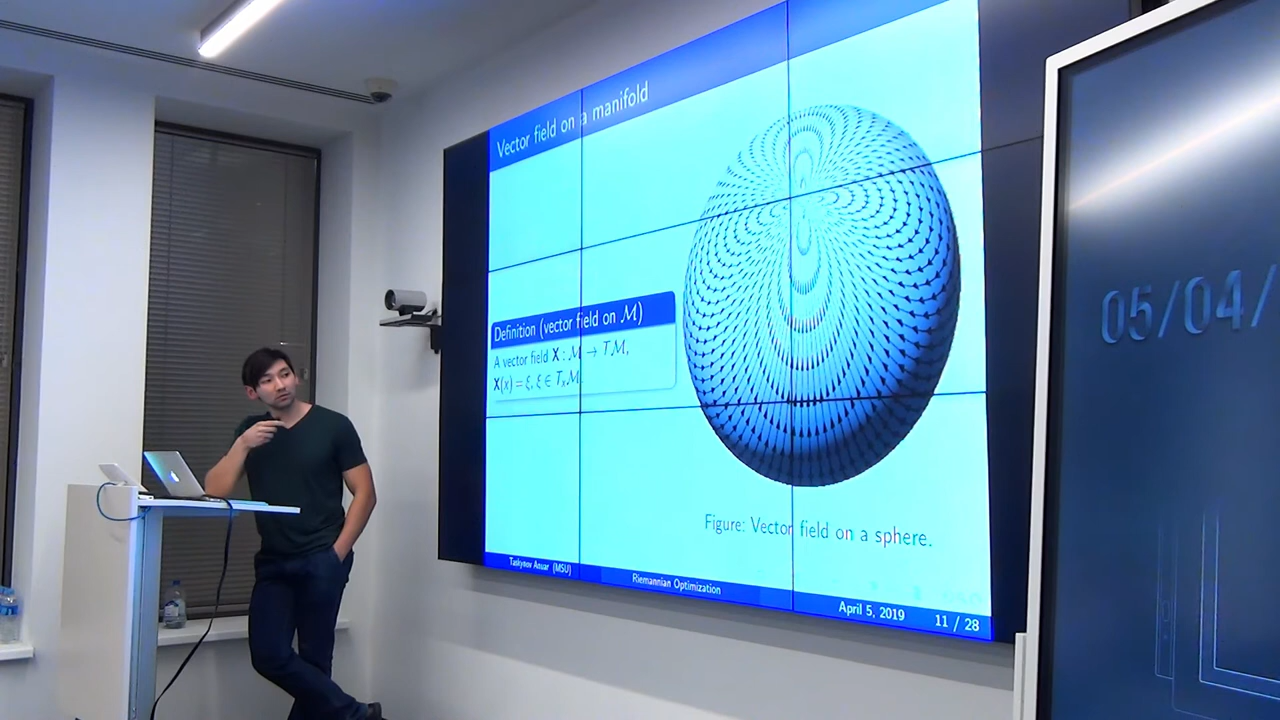 Vector field on a manifold
Definition (vector field on M)
A vector field X : M → TM,
X(x) = ξ, ξ ∈ TₓM.
Figure: Vector field on a sphere.
Taskynov Anuar (MSU)
Riemannian Optimization
April 5, 2019
11 / 28
05/04/